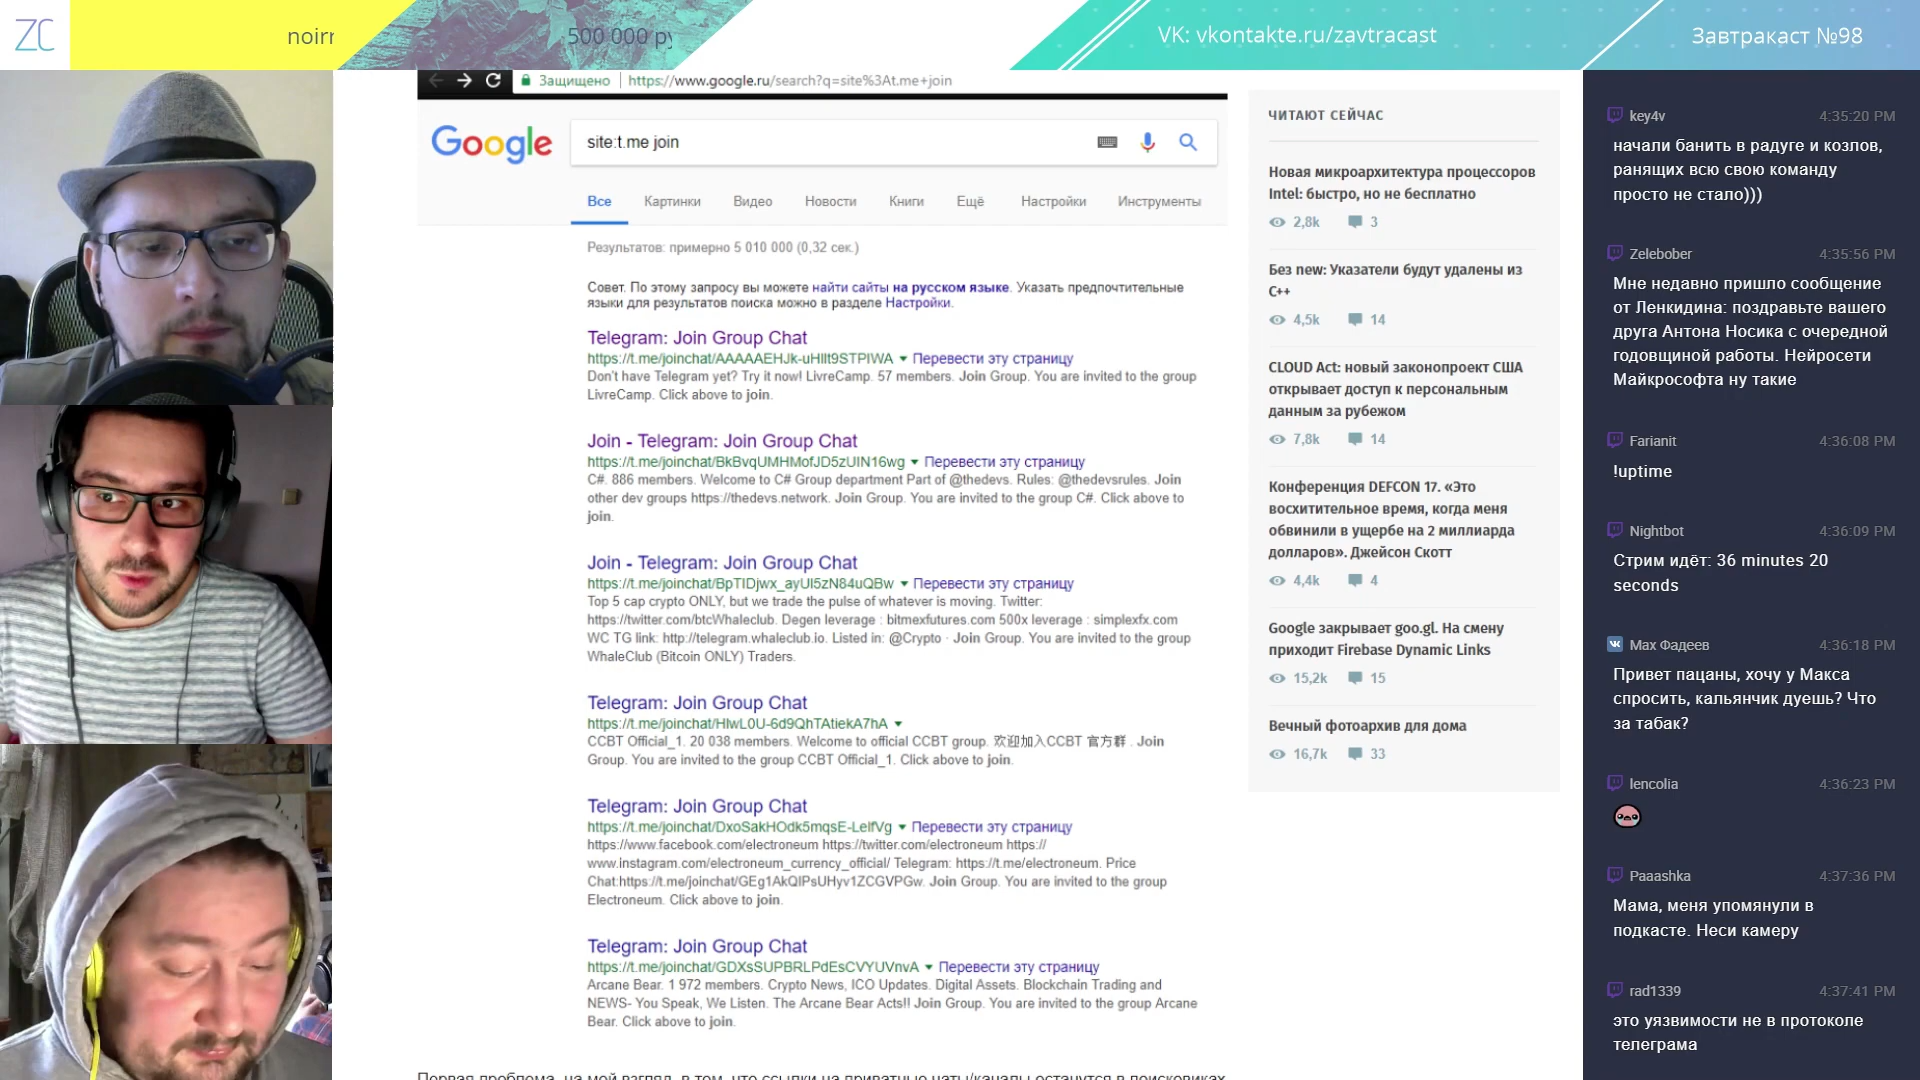 ZC
noir
500 000 ру
VK: vkontakte.ru/zavtracast
Завтракаст №98
Защищено
https://www.google.ru/search?q=site%3At.me+join
Google
site:t.me join
Все
Картинки
Видео
Новости
Книги
Ещё
Настройки
Инструменты
Результатов: примерно 5 010 000 (0,32 сек.)
Совет. По этому запросу вы можете найти сайты на русском языке. Указать предпочтительные
языки для результатов поиска можно в разделе Настройки.
Telegram: Join Group Chat
https://t.me/joinchat/AAAAAEHJk-uHllt9STPIWA Перевести эту страницу
Don't have Telegram yet? Try it now! LivreCamp. 57 members. Join Group. You are invited to the group
LivreCamp. Click above to join.
Join - Telegram: Join Group Chat
https://t.me/joinchat/BkBvqUMHMofJD5zUIN16wg Перевести эту страницу
C#. 886 members. Welcome to C# Group department Part of @thedevs. Rules: @thedevsrules. Join
other dev groups https://thedevs.network. Join Group. You are invited to the group C#. Click above to
join.
Join - Telegram: Join Group Chat
https://t.me/joinchat/BpTIDjwx_ayUI5zN84uQBw Перевести эту страницу
Top 5 cap crypto ONLY, but we trade the pulse of whatever is moving. Twitter:
https://twitter.com/btcWhaleclub. Degen leverage : bitmexfutures.com 500x leverage : simplexfx.com
WC TG link: http://telegram.whaleclub.io. Listed in: @Crypto · Join Group. You are invited to the group
WhaleClub (Bitcoin ONLY) Traders.
Telegram: Join Group Chat
https://t.me/joinchat/HlwL0U-6d9QhTAtiekA7hA
CCBT Official_1. 20 038 members. Welcome to official CCBT group. 欢迎加入CCBT 官方群 . Join
Group. You are invited to the group CCBT Official_1. Click above to join.
Telegram: Join Group Chat
https://t.me/joinchat/DxoSakHOdk5mqsE-LelfVg Перевести эту страницу
https://www.facebook.com/electroneum https://twitter.com/electroneum https://
www.instagram.com/electroneum_currency_official/ Telegram: https://t.me/electroneum. Price
Chat:https://t.me/joinchat/GEg1AkQIPsUHyv1ZCGVPGw. Join Group. You are invited to the group
Electroneum. Click above to join.
Telegram: Join Group Chat
https://t.me/joinchat/GDXsSUPBRLPdEsCVYUVnvA Перевести эту страницу
Arcane Bear. 1 972 members. Crypto News, ICO Updates. Digital Assets. Blockchain Trading and
NEWS- You Speak, We Listen. The Arcane Bear Acts!! Join Group. You are invited to the group Arcane
Bear. Click above to join.
Первая проблема, на мой взгляд, в том, что ссылки на приватные чаты/каналы останутся в поисковиках
ЧИТАЮТ СЕЙЧАС
Новая микроархитектура процессоров
Intel: быстро, но не бесплатно
2,8k 3
Без new: Указатели будут удалены из
C++
4,5k 14
CLOUD Act: новый законопроект США
открывает доступ к персональным
данным за рубежом
7,8k 14
Конференция DEFCON 17. «Это
восхитительное время, когда меня
обвинили в ущербе на 2 миллиарда
долларов». Джейсон Скотт
4,4k 4
Google закрывает goo.gl. На смену
приходит Firebase Dynamic Links
15,2k 15
Вечный фотоархив для дома
16,7k 33
key4v 4:35:20 PM
начали банить в радуге и козлов,
ранящих всю свою команду
просто не стало)))
Zelebober 4:35:56 PM
Мне недавно пришло сообщение
от Ленкидина: поздравьте вашего
друга Антона Носика с очередной
годовщиной работы. Нейросети
Майкрософта ну такие
Farianit 4:36:08 PM
!uptime
Nightbot 4:36:09 PM
Стрим идёт: 36 minutes 20
seconds
Мах Фадеев 4:36:18 PM
Привет пацаны, хочу у Макса
спросить, кальянчик дуешь? Что
за табак?
lencolia 4:36:23 PM
Paaashka 4:37:36 PM
Мама, меня упомянули в
подкасте. Неси камеру
rad1339 4:37:41 PM
это уязвимости не в протоколе
телеграма